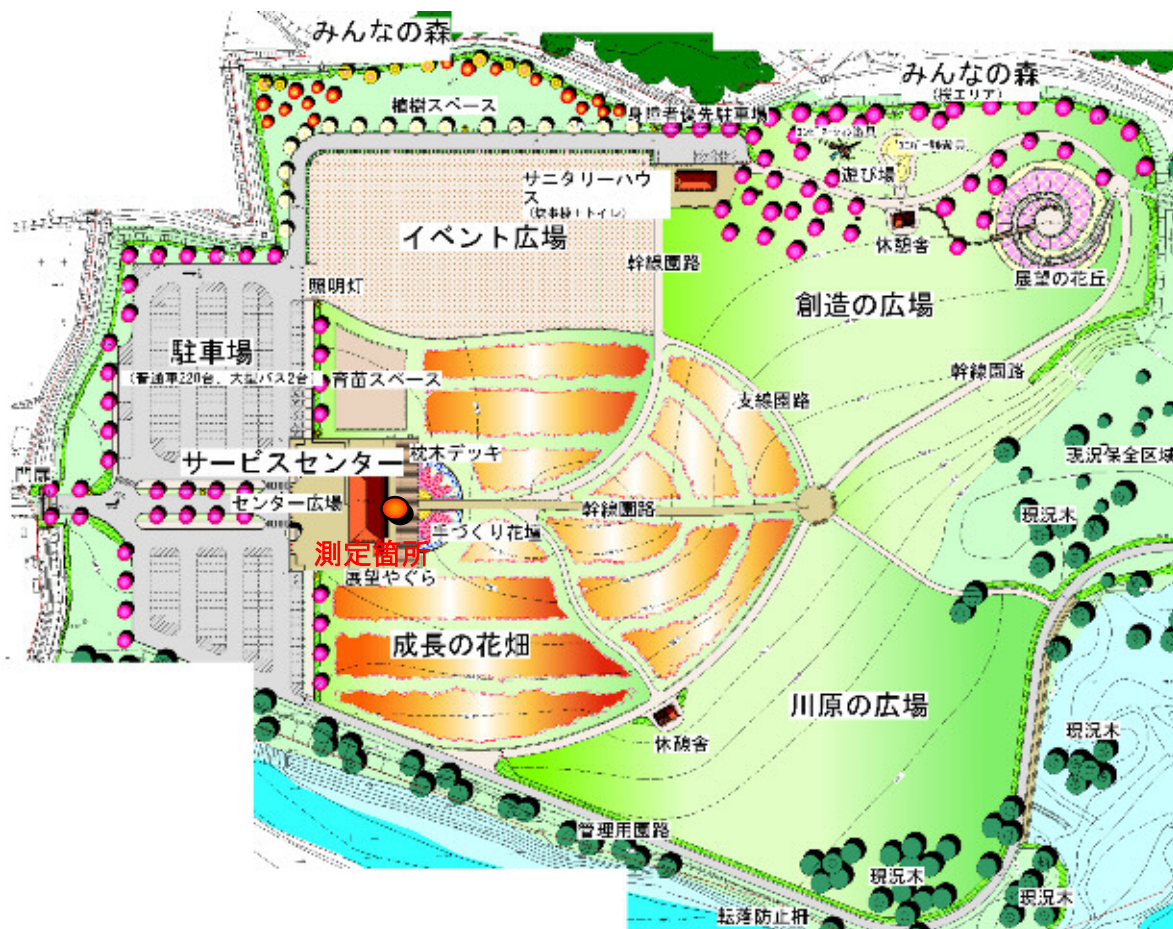 みんなの森
みんなの森
(桜エリア)
植樹スペース
身障者優先駐車場
遊び場
サニタリーハウ
ス
イベント広場
幹線園路
休憩舎
展望の花丘
照明灯
創造の広場
駐車場
(普通車220台、大型バス2台)
育苗スペース
幹線園路
支線園路
枕木デッキ
現況保全区域
サービスセンター
センター広場
幹線園路
現況木
手づくり花壇
測定箇所
展望やぐら
成長の花畑
川原の広場
休憩舎
現況木
管理用園路
現況木
現況木
転落防止柵